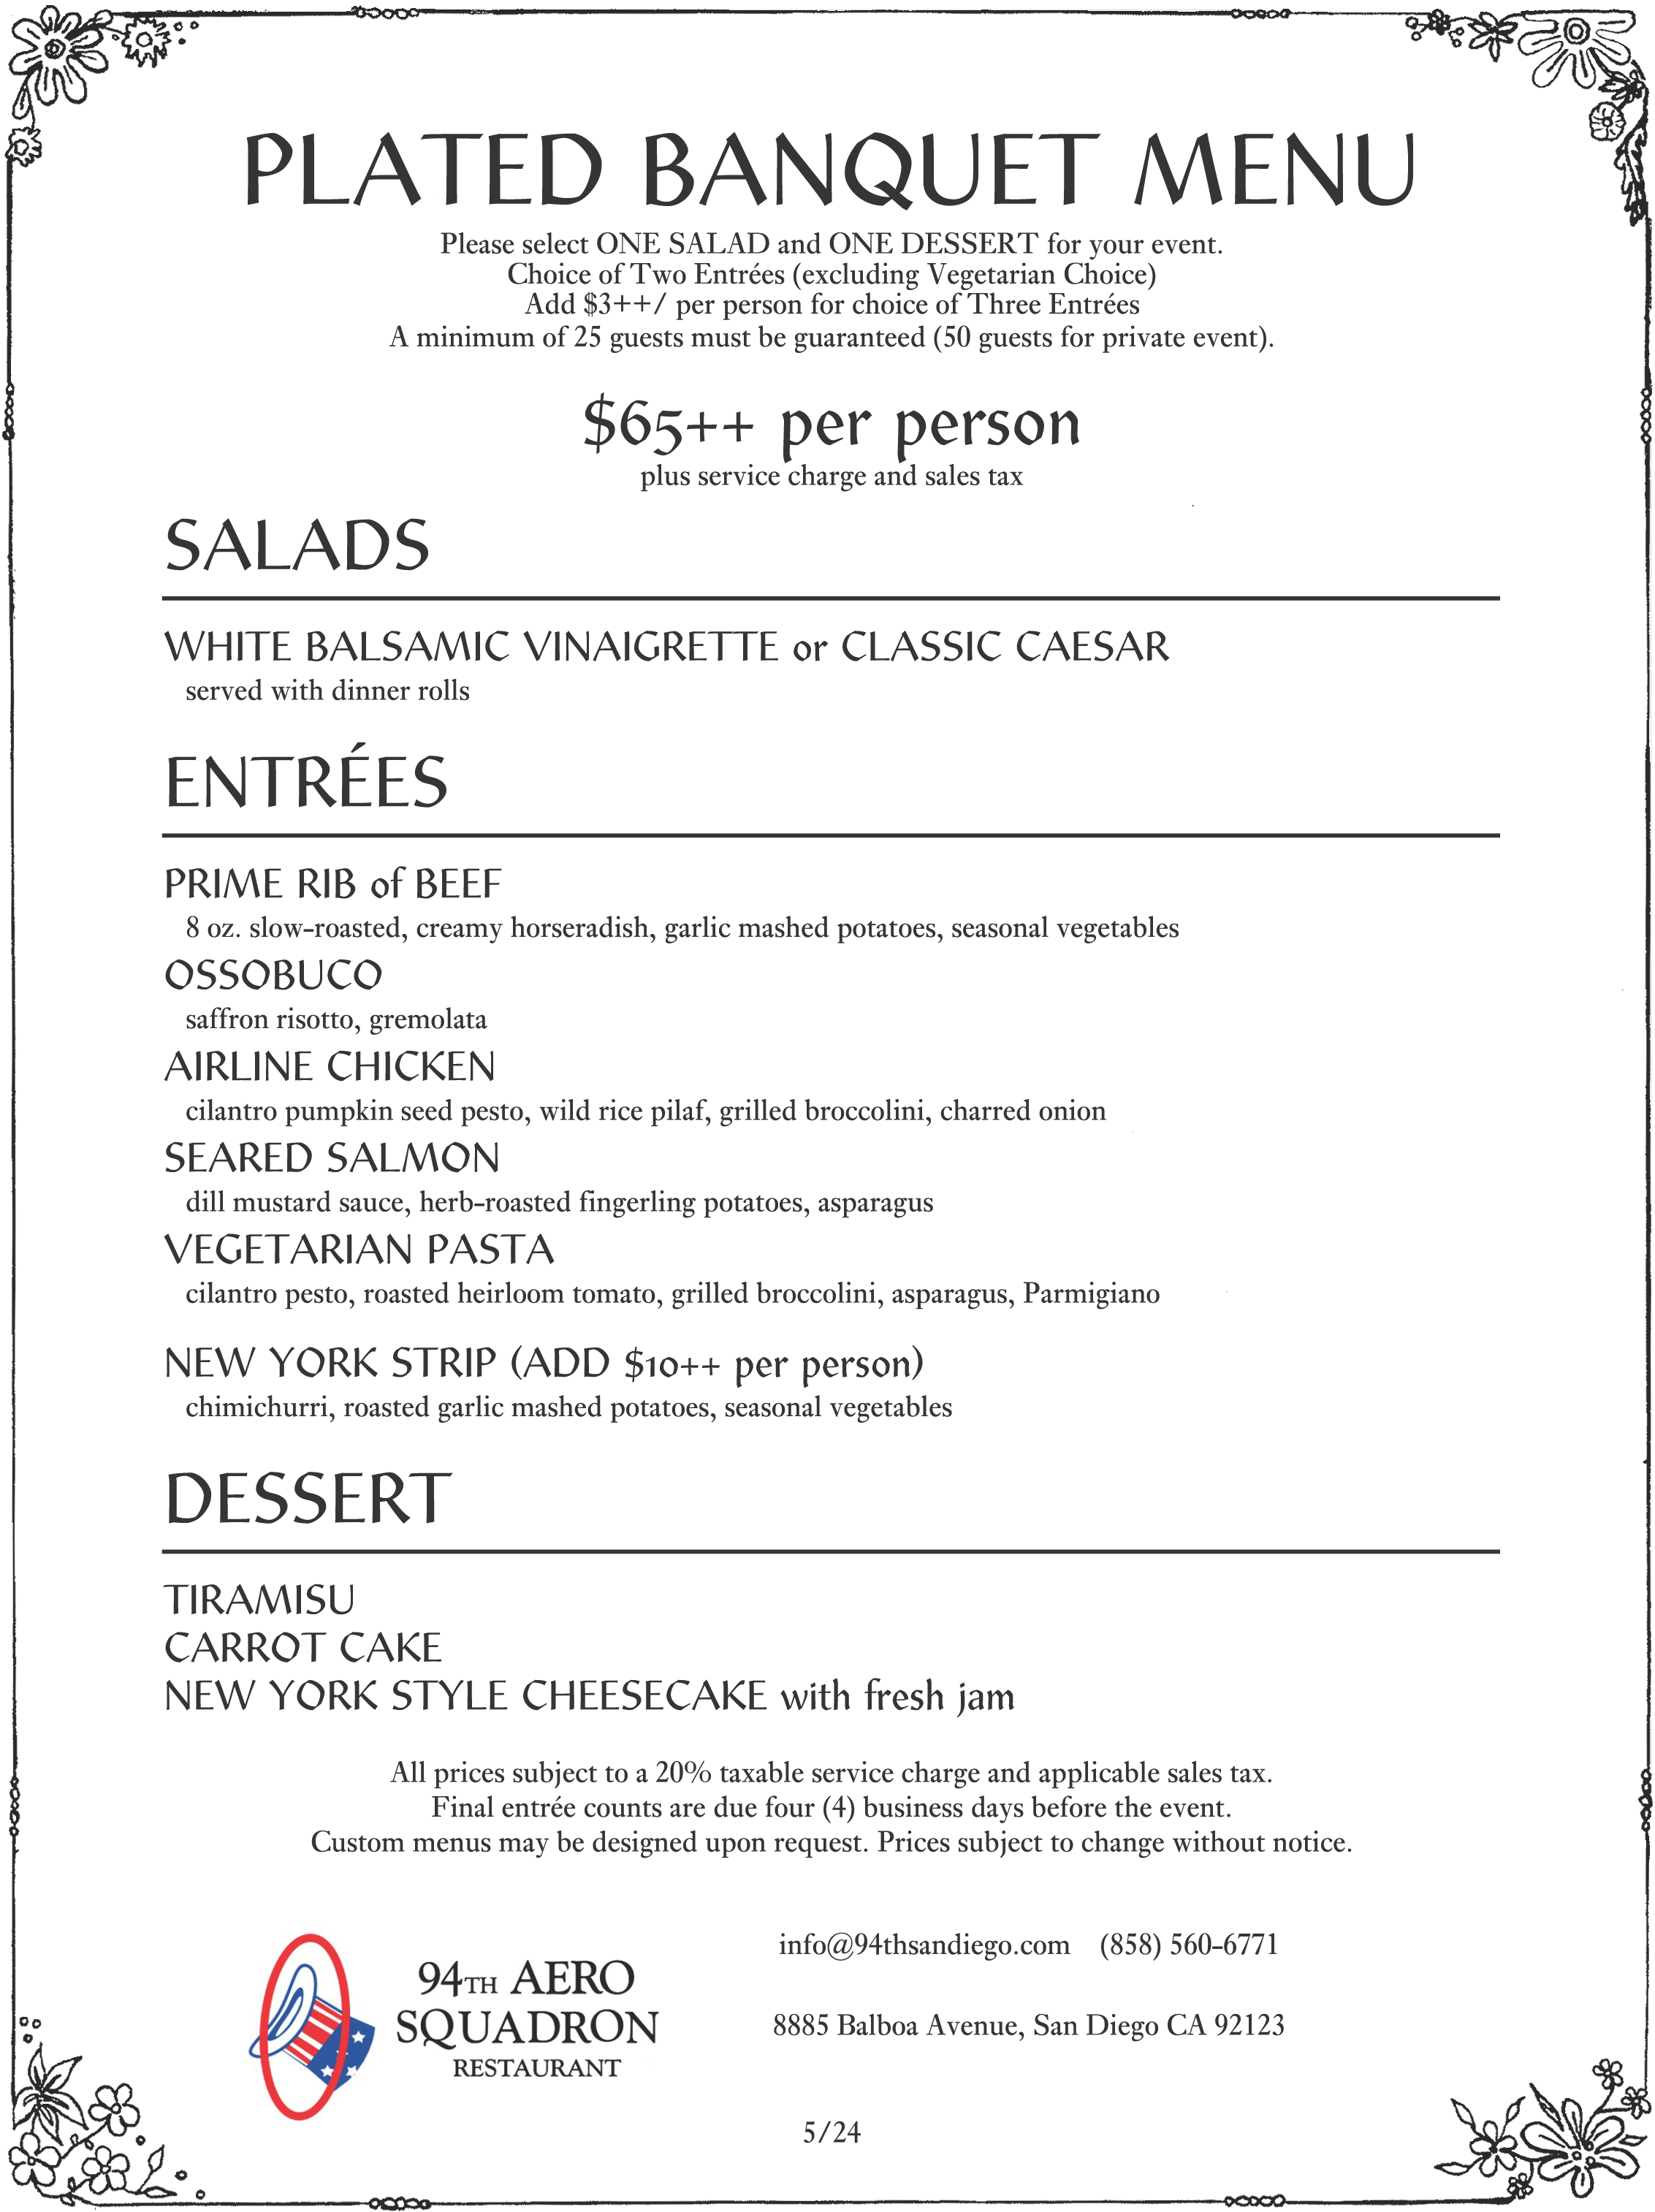 PLATED BANQUET MENU
Please select ONE SALAD and ONE DESSERT for your event.
Choice of Two Entrées (excluding Vegetarian Choice)
Add $3++/ per person for choice of Three Entrées
A minimum of 25 guests must be guaranteed (50 guests for private event).
$65++ per person
plus service charge and sales tax
SALADS
WHITE BALSAMIC VINAIGRETTE or CLASSIC CAESAR
served with dinner rolls
ENTRÉES
PRIME RIB of BEEF
8 oz. slow-roasted, creamy horseradish, garlic mashed potatoes, seasonal vegetables
OSSOBUCO
saffron risotto, gremolata
AIRLINE CHICKEN
cilantro pumpkin seed pesto, wild rice pilaf, grilled broccolini, charred onion
SEARED SALMON
dill mustard sauce, herb-roasted fingerling potatoes, asparagus
VEGETARIAN PASTA
cilantro pesto, roasted heirloom tomato, grilled broccolini, asparagus, Parmigiano
NEW YORK STRIP (ADD $10++ per person)
chimichurri, roasted garlic mashed potatoes, seasonal vegetables
DESSERT
TIRAMISU
CARROT CAKE
NEW YORK STYLE CHEESECAKE with fresh jam
All prices subject to a 20% taxable service charge and applicable sales tax.
Final entrée counts are due four (4) business days before the event.
Custom menus may be designed upon request. Prices subject to change without notice.
94TH AERO
SQUADRON
RESTAURANT
info@94thsandiego.com (858) 560-6771
8885 Balboa Avenue, San Diego CA 92123
5/24